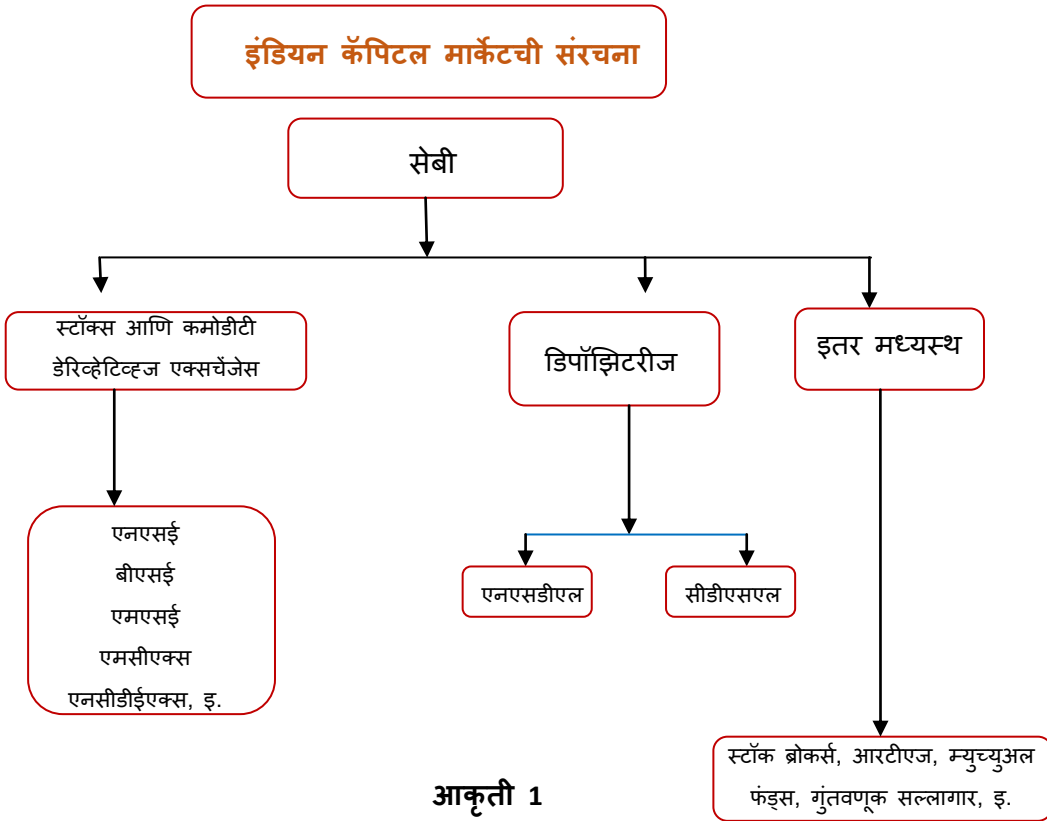 इंडियन कॅपिटल मार्केटची संरचना
सेबी
स्टॉक्स आणि कमोडीटी
डेरिव्हेटिव्ह्ज एक्सचेंजेस
डिपॉझिटरीज
इतर मध्यस्थ
एनएसई
बीएसई
एमएसई
एमसीएक्स
एनसीडीईएक्स, इ.
एनएसडीएल
सीडीएसएल
स्टॉक ब्रोकर्स, आरटीएज, म्युच्युअल
फंड्स, गुंतवणूक सल्लागार, इ.
आकृती 1